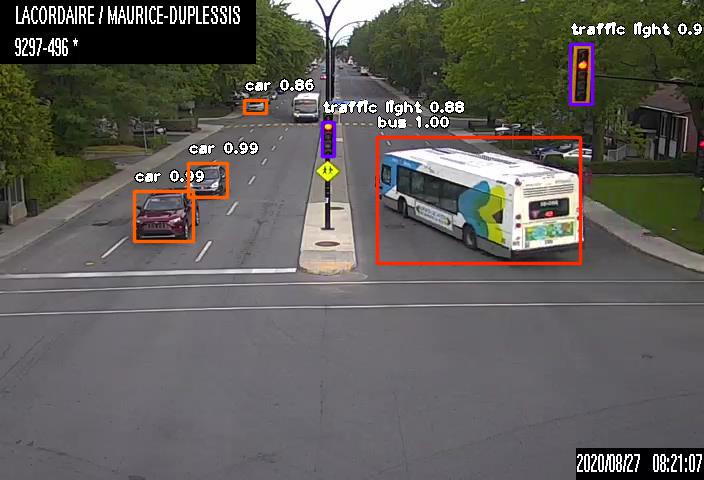 LACORDAIRE / MAURICE-DUPLESSIS
9297-496 *
traffic light 0.9
car 0.86
traffic light 0.88
bus 1.00
car 0.99
car 0.99
2020/08/27 08:21:07